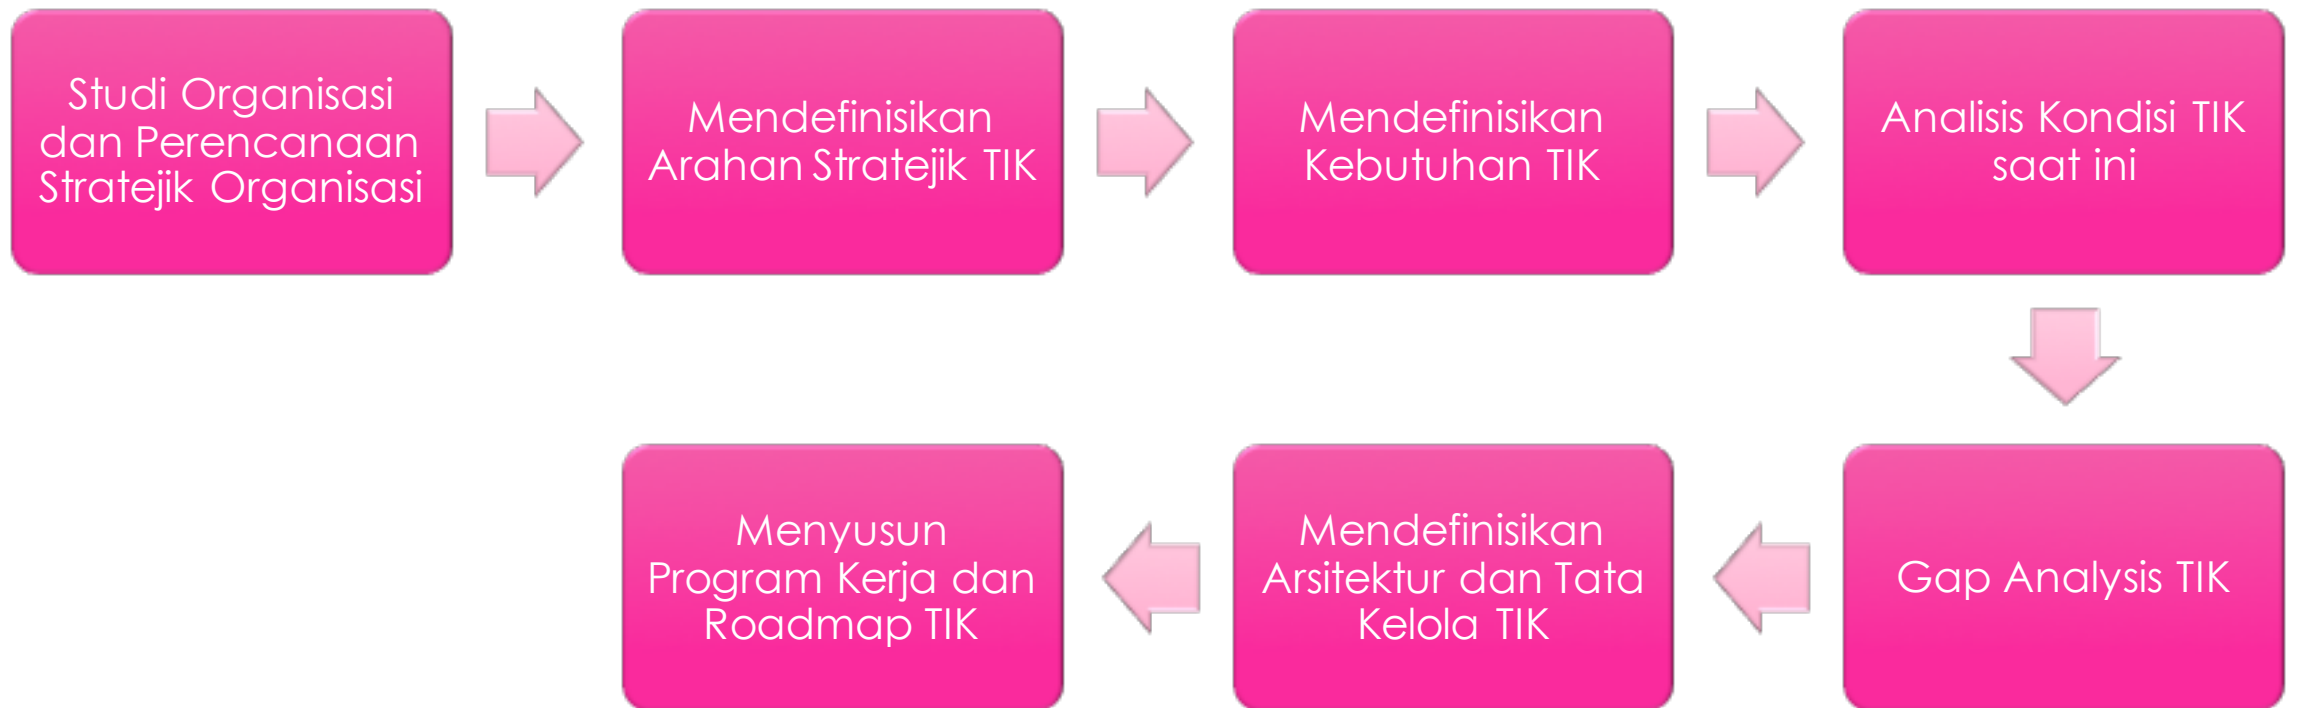 Studi Organisasi
dan Perencanaan
Stratejik Organisasi
Mendefinisikan
Arahan Stratejik TIK
Mendefinisikan
Kebutuhan TIK
Analisis Kondisi TIK
saat ini
Gap Analysis TIK
Mendefinisikan
Arsitektur dan Tata
Kelola TIK
Menyusun
Program Kerja dan
Roadmap TIK